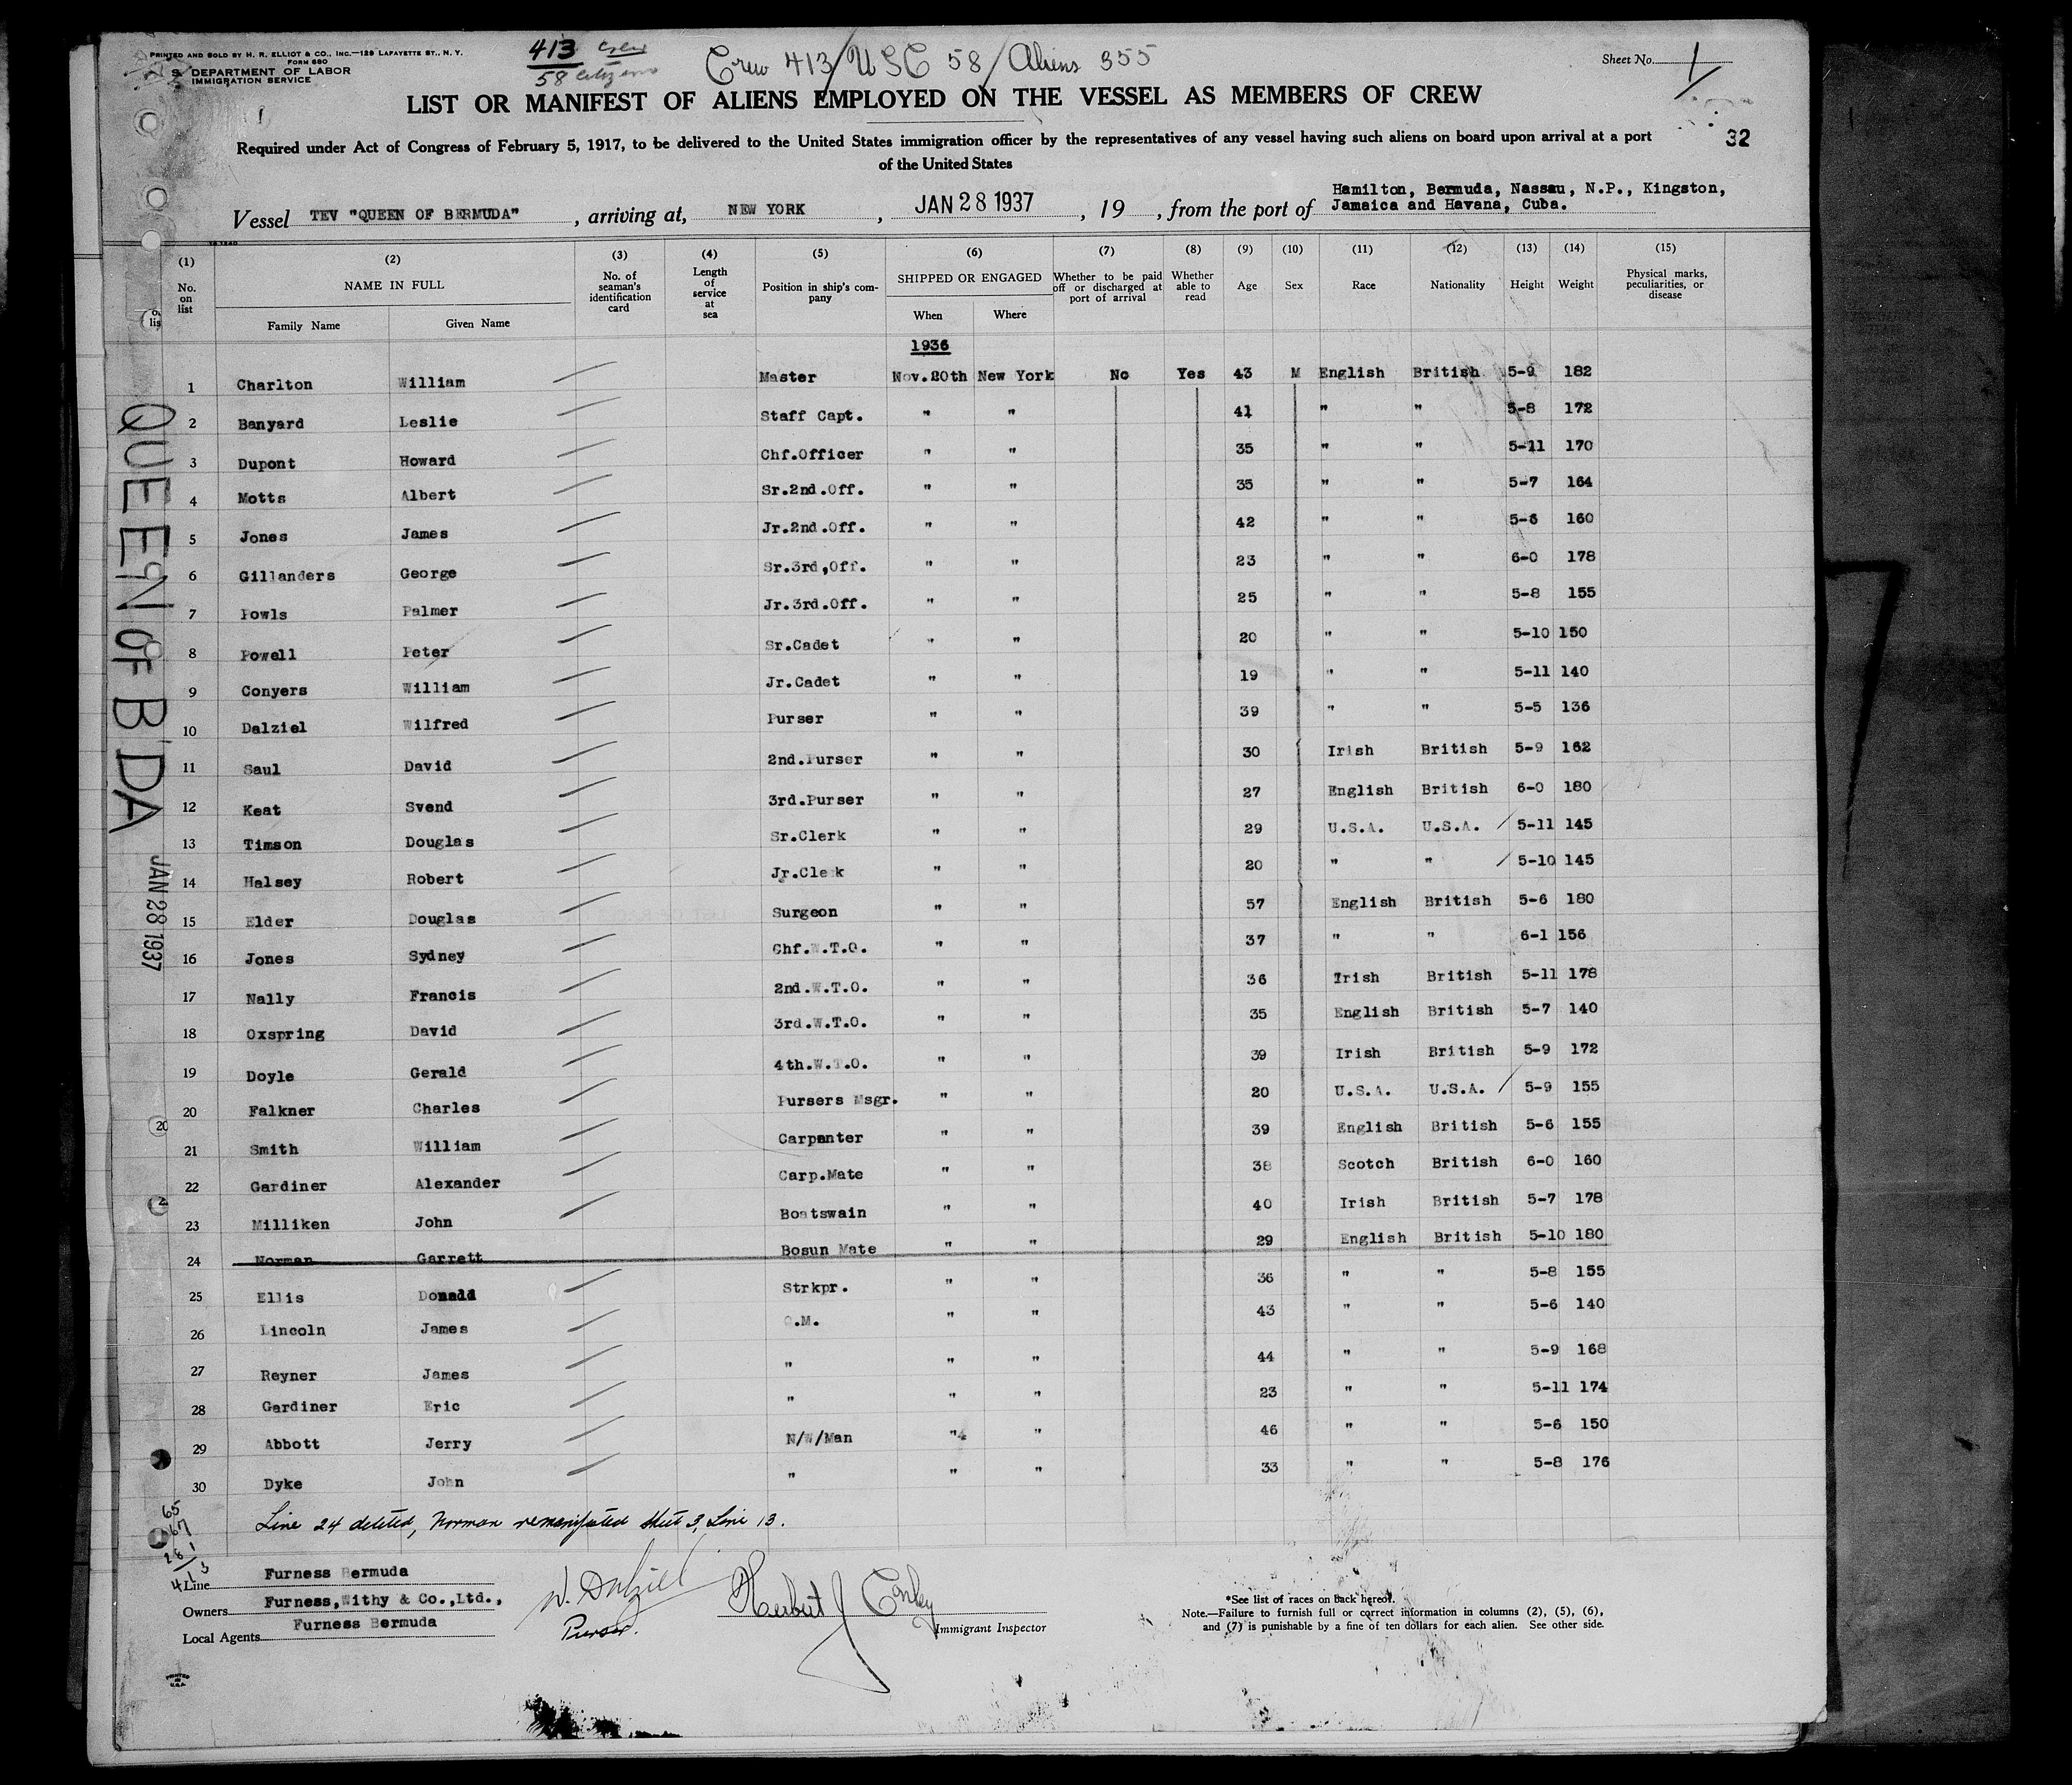 PRINTED AND SOLD BY H. R. ELLIOT & CO., INC.—129 LAFAYETTE ST., N. Y.
FORM 680
U. S. DEPARTMENT OF LABOR
IMMIGRATION SERVICE
413 Crew
58 citizens
Crew 413/USC 58/Aliens 355
Sheet No. 1
LIST OR MANIFEST OF ALIENS EMPLOYED ON THE VESSEL AS MEMBERS OF CREW
Required under Act of Congress of February 5, 1917, to be delivered to the United States immigration officer by the representatives of any vessel having such aliens on board upon arrival at a port
of the United States
32
Vessel TEV "QUEEN OF BERMUDA", arriving at, NEW YORK, JAN 28 1937, 19 , from the port of Hamilton, Bermuda, Nassau, N.P., Kingston,
Jamaica and Havana, Cuba.
(1) (2) (3) (4) (5) (6) (7) (8) (9) (10) (11) (12) (13) (14) (15)
No. on list
NAME IN FULL
Family Name Given Name
No. of seaman's identification card
Length of service at sea
Position in ship's company
SHIPPED OR ENGAGED
When Where
Whether to be paid off or discharged at port of arrival
Whether able to read
Age
Sex
Race
Nationality
Height
Weight
Physical marks, peculiarities, or disease
1936
1 Charlton William Master Nov.20th New York No Yes 43 M English British 5-9 182
2 Banyard Leslie Staff Capt. " " 41 " " 5-8 172
3 Dupont Howard Chf.Officer " " 35 " " 5-11 170
4 Motts Albert Sr.2nd.Off. " " 35 " " 5-7 164
5 Jones James Jr.2nd.Off. " " 42 " " 5-6 160
6 Gillanders George Sr.3rd,Off. " " 23 " " 6-0 178
7 Powls Palmer Jr.3rd.Off. " " 25 " " 5-8 155
8 Powell Peter Sr.Cadet " " 20 " " 5-10 150
9 Conyers William Jr.Cadet " " 19 " " 5-11 140
10 Dalziel Wilfred Purser " " 39 " " 5-5 136
11 Saul David 2nd.Purser " " 30 Irish British 5-9 162
12 Keat Svend 3rd.Purser " " 27 English British 6-0 180
13 Timson Douglas Sr.Clerk " " 29 U.S.A. U.S.A. 5-11 145
14 Halsey Robert Jr.Clerk " " 20 " " 5-10 145
15 Elder Douglas Surgeon " " 57 English British 5-6 180
16 Jones Sydney Chf.W.T.O. " " 37 " " 6-1 156
17 Nally Francis 2nd.W.T.O. " " 36 Irish British 5-11 178
18 Oxspring David 3rd.W.T.O. " " 35 English British 5-7 140
19 Doyle Gerald 4th.W.T.O. " " 39 Irish British 5-9 172
20 Falkner Charles Pursers Msgr. " " 20 U.S.A. U.S.A. 5-9 155
21 Smith William Carpenter " " 39 English British 5-6 155
22 Gardiner Alexander Carp.Mate " " 38 Scotch British 6-0 160
23 Milliken John Boatswain " " 40 Irish British 5-7 178
24 Norman Garrett Bosun Mate " " 29 English British 5-10 180
25 Ellis Donald Strkpr. " " 36 " " 5-8 155
26 Lincoln James Q.M. " " 43 " " 5-6 140
27 Reyner James " " " 44 " " 5-9 168
28 Gardiner Eric " " " 23 " " 5-11 174
29 Abbott Jerry N/W/Man " " 46 " " 5-6 150
30 Dyke John " " " 33 " " 5-8 176
Line 24 deleted, Norman remanifested Sheet 3, Line 13.
QUEEN OF B'DA
JAN 28 1937
65
67
281
413
Line Furness Bermuda
Owners Furness,Withy & Co.,Ltd.,
Local Agents Furness Bermuda
W. Dalziel
Purser.
Herbert J Conley
Immigrant Inspector
*See list of races on back hereof.
Note.—Failure to furnish full or correct information in columns (2), (5), (6),
and (7) is punishable by a fine of ten dollars for each alien. See other side.
PRINTED IN U.S.A.